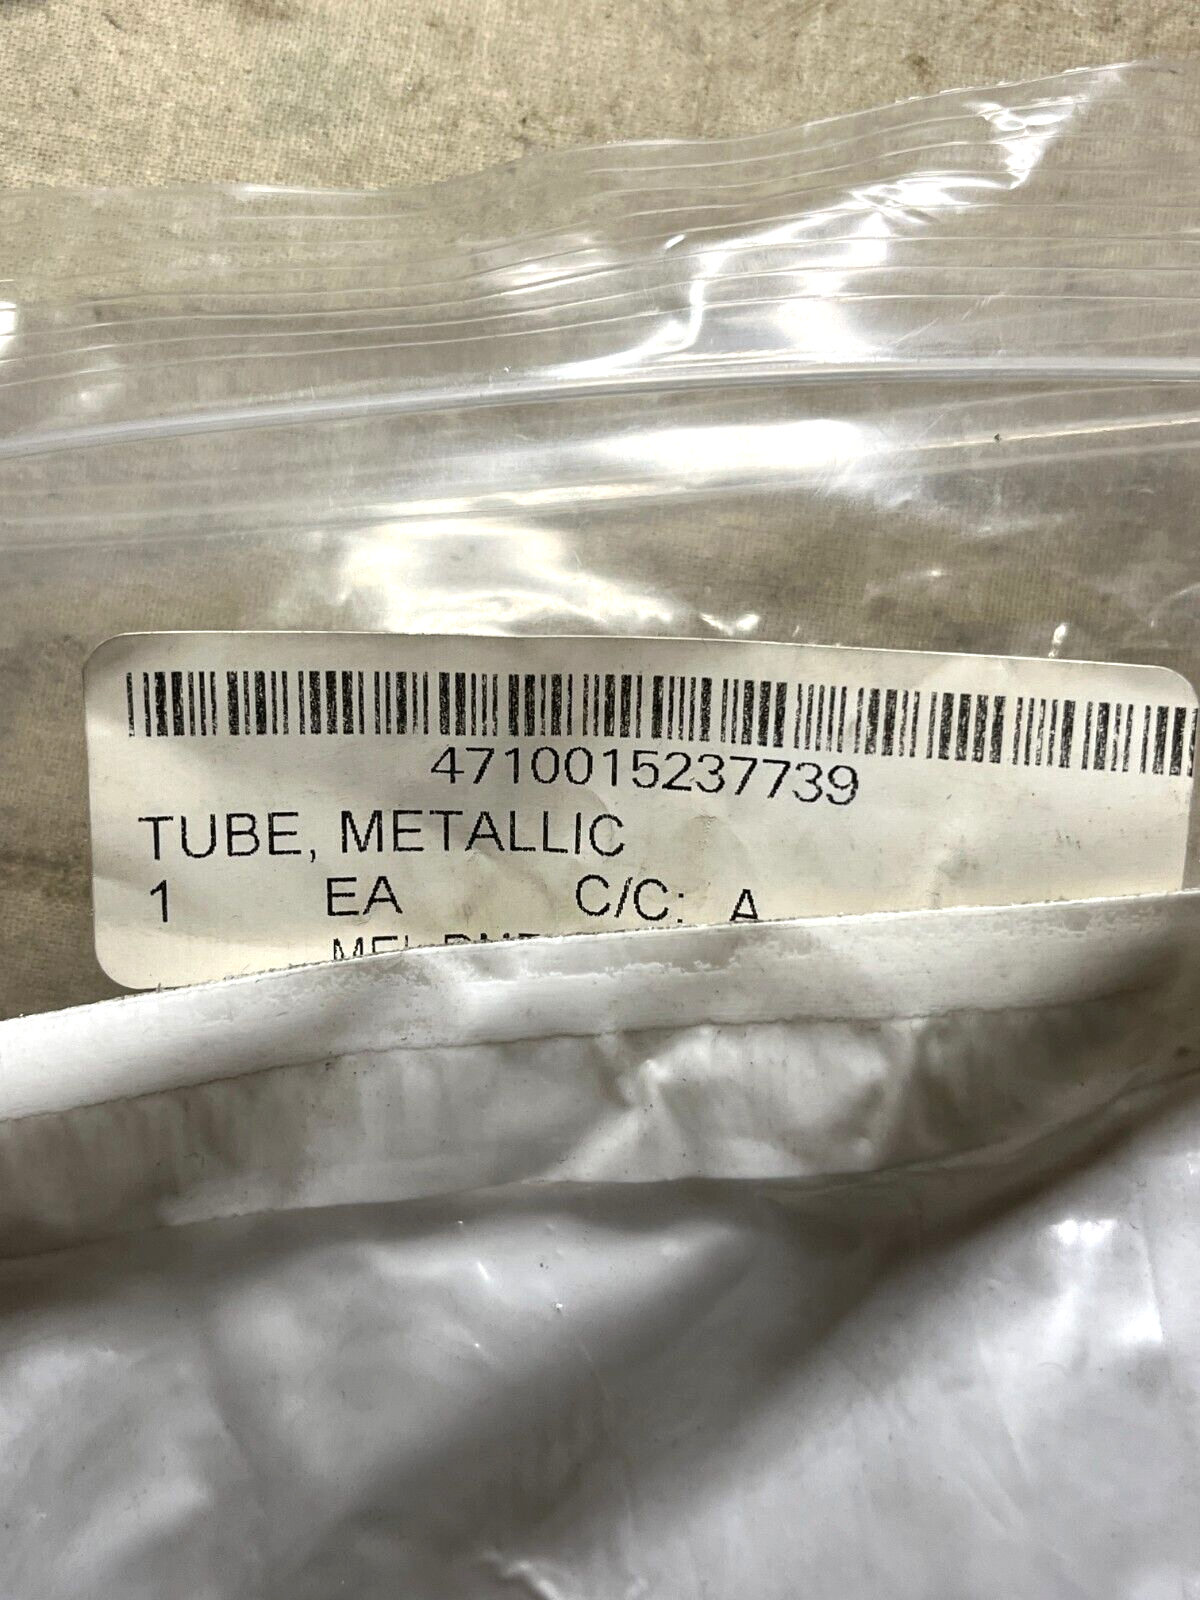 4710015237739
TUBE, METALLIC
1 EA C/C: A